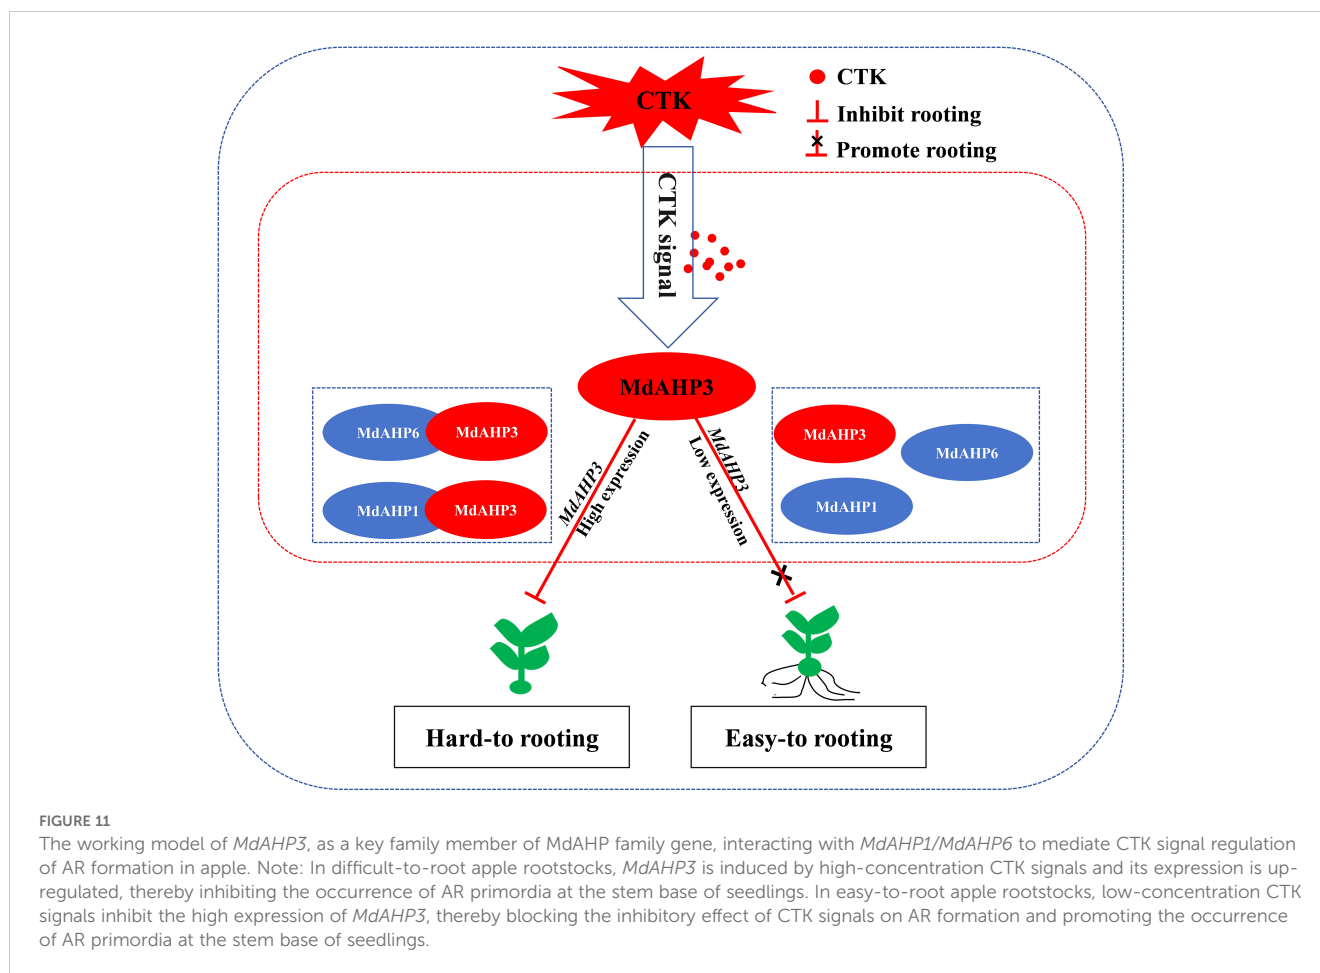 CTK
CTK
Inhibit rooting
Promote rooting
CTK signal
MdAHP3
MdAHP6
MdAHP3
MdAHP1
MdAHP3
MdAHP3
High expression
MdAHP3
Low expression
MdAHP3
MdAHP6
MdAHP1
Hard-to rooting
Easy-to rooting
FIGURE 11
The working model of MdAHP3, as a key family member of MdAHP family gene, interacting with MdAHP1/MdAHP6 to mediate CTK signal regulation
of AR formation in apple. Note: In difficult-to-root apple rootstocks, MdAHP3 is induced by high-concentration CTK signals and its expression is up-
regulated, thereby inhibiting the occurrence of AR primordia at the stem base of seedlings. In easy-to-root apple rootstocks, low-concentration CTK
signals inhibit the high expression of MdAHP3, thereby blocking the inhibitory effect of CTK signals on AR formation and promoting the occurrence
of AR primordia at the stem base of seedlings.